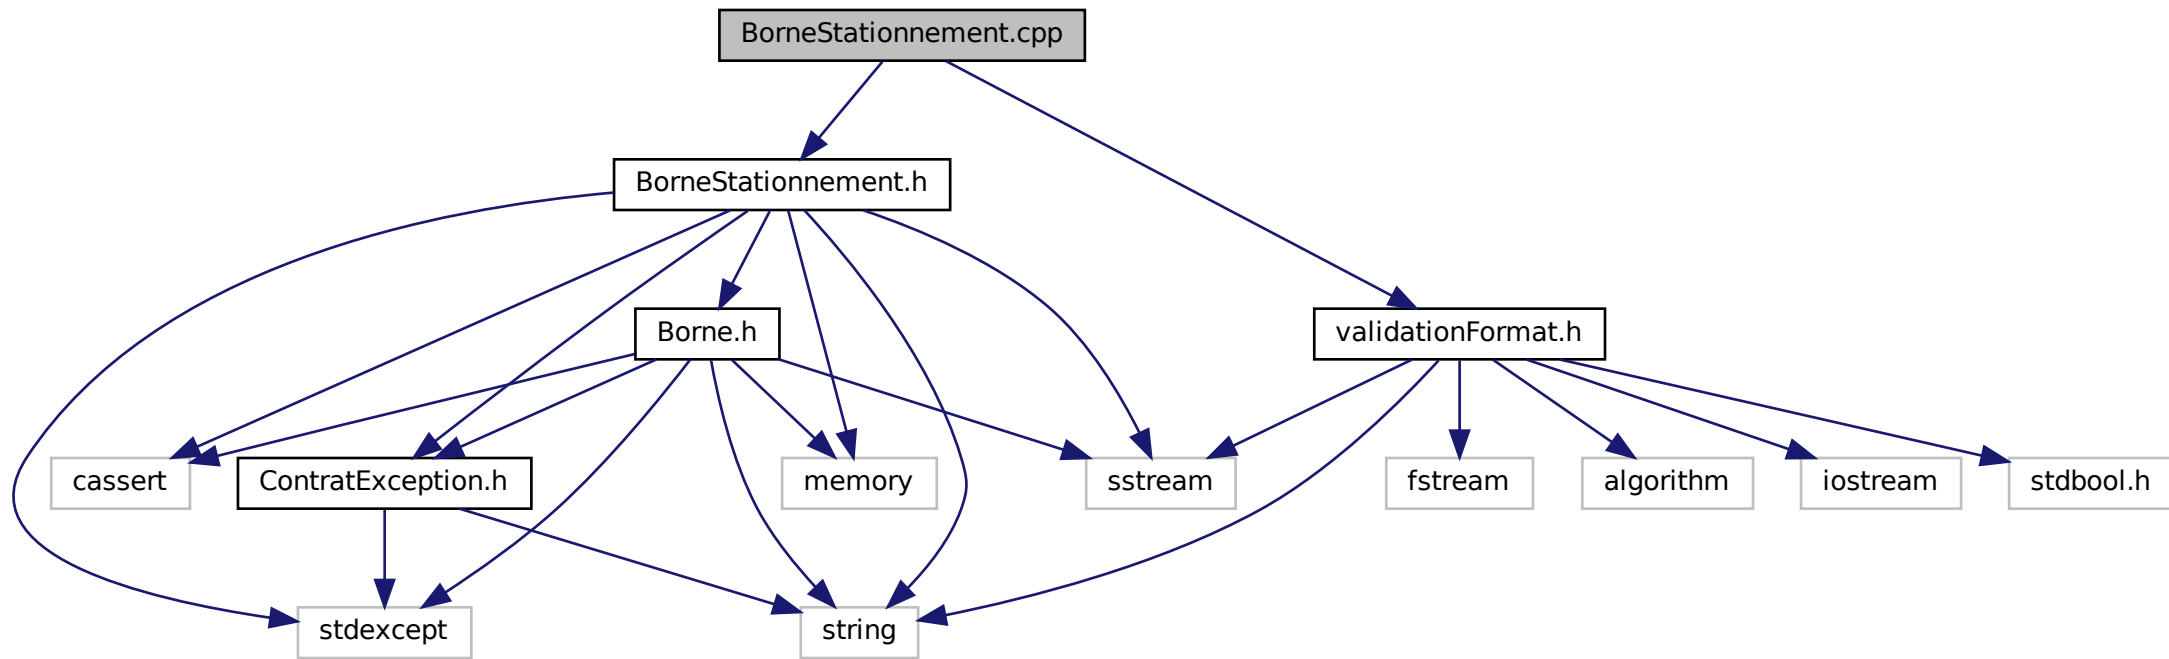 BorneStationnement.cpp
BorneStationnement.h
Borne.h
validationFormat.h
cassert
ContratException.h
memory
sstream
fstream
algorithm
iostream
stdbool.h
stdexcept
string